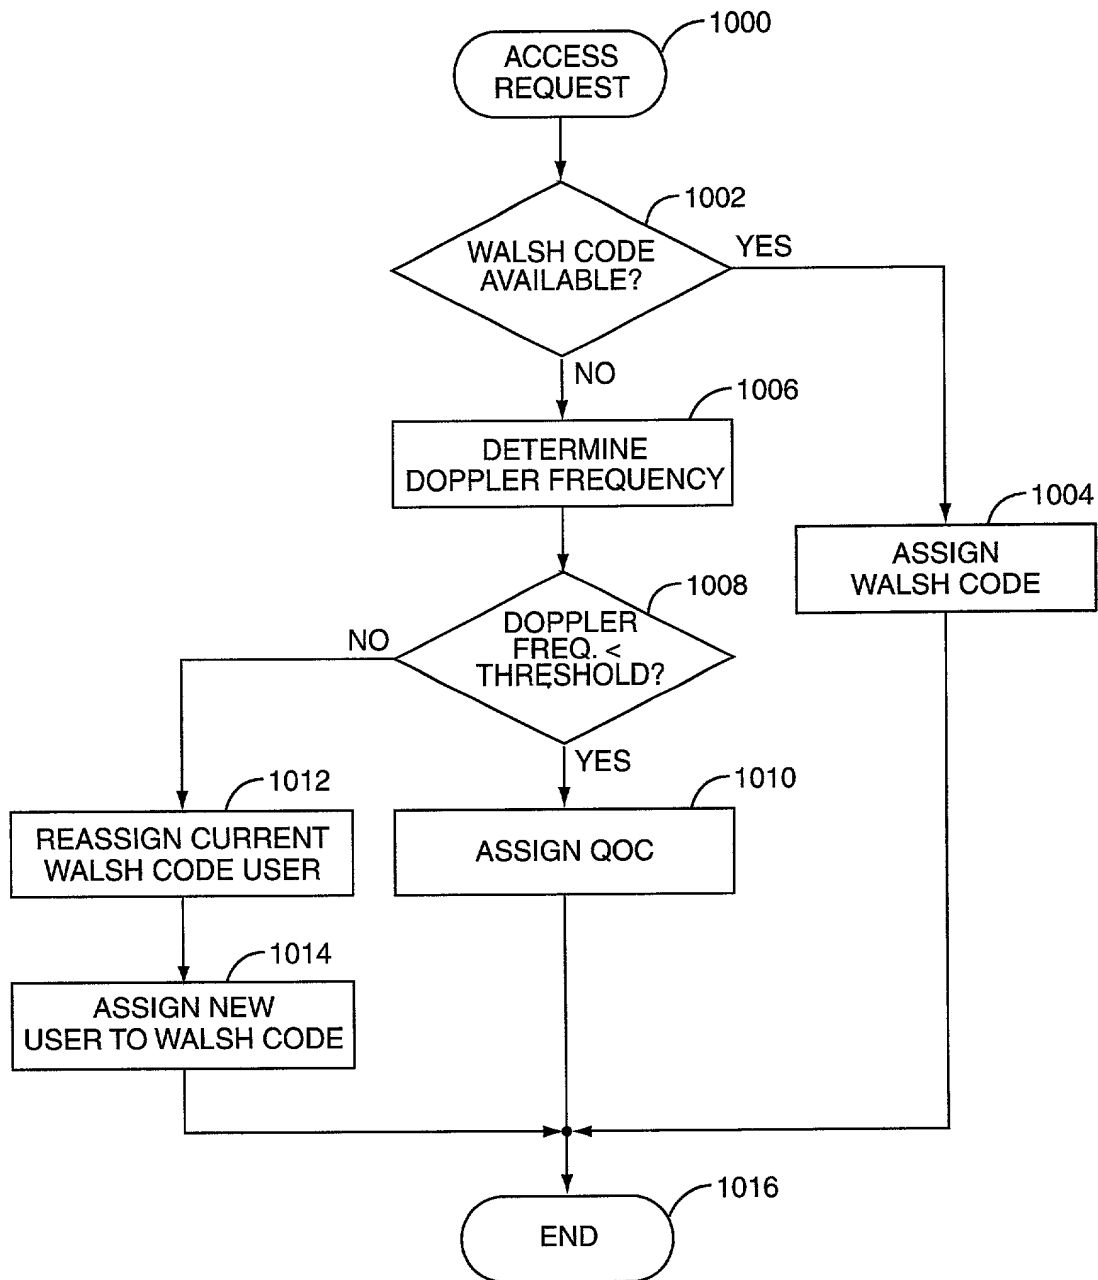 1000
ACCESS
REQUEST
1002
WALSH CODE
AVAILABLE?
YES
NO
1006
DETERMINE
DOPPLER FREQUENCY
1004
ASSIGN
WALSH CODE
1008
DOPPLER
FREQ. <
THRESHOLD?
NO
YES
1012
REASSIGN CURRENT
WALSH CODE USER
1010
ASSIGN QOC
1014
ASSIGN NEW
USER TO WALSH CODE
1016
END